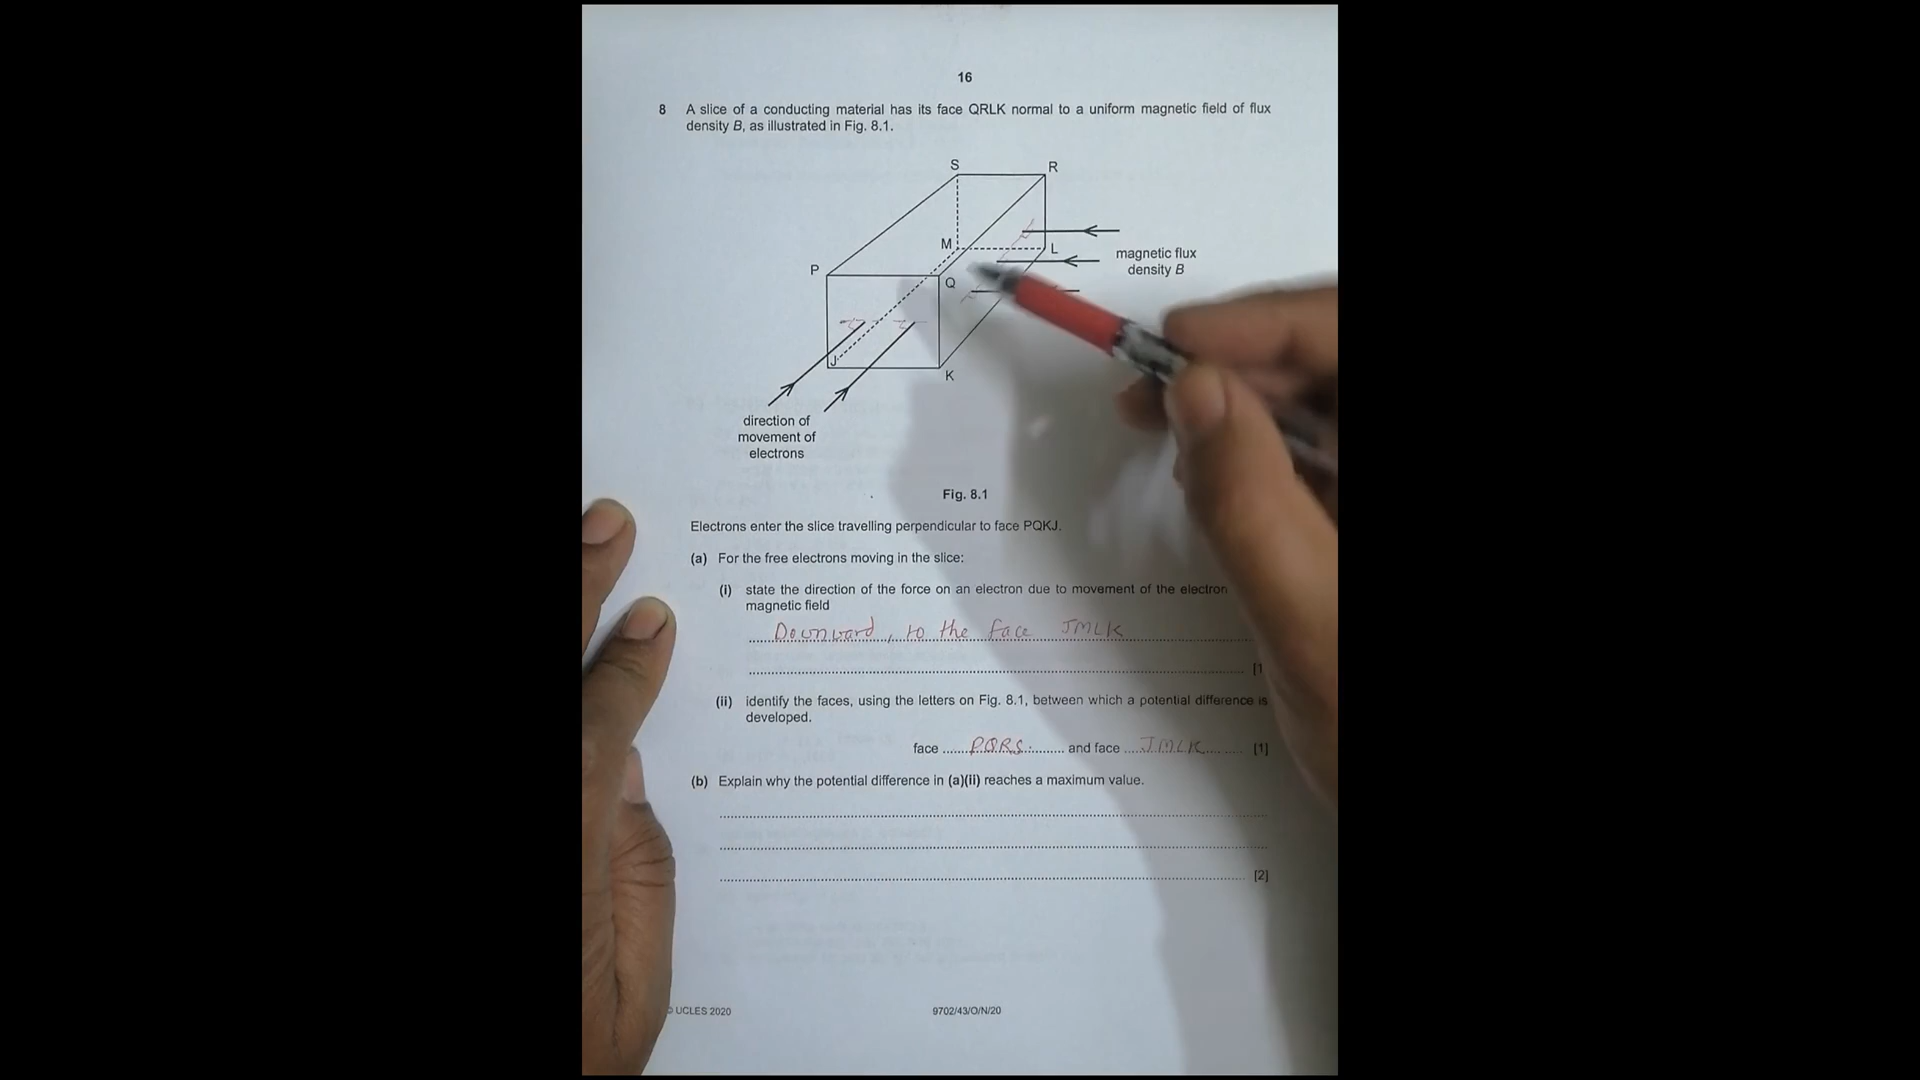 16
8 A slice of a conducting material has its face QRLK normal to a uniform magnetic field of flux
density B, as illustrated in Fig. 8.1.
S
R
M
L
magnetic flux
density B
P
Q
J
K
direction of
movement of
electrons
Fig. 8.1
Electrons enter the slice travelling perpendicular to face PQKJ.
(a) For the free electrons moving in the slice:
(i) state the direction of the force on an electron due to movement of the electron
magnetic field
Downward, to the face JMLK
[1
(ii) identify the faces, using the letters on Fig. 8.1, between which a potential difference is
developed.
face PQRS and face JMLK [1]
(b) Explain why the potential difference in (a)(ii) reaches a maximum value.
[2]
© UCLES 2020
9702/43/O/N/20